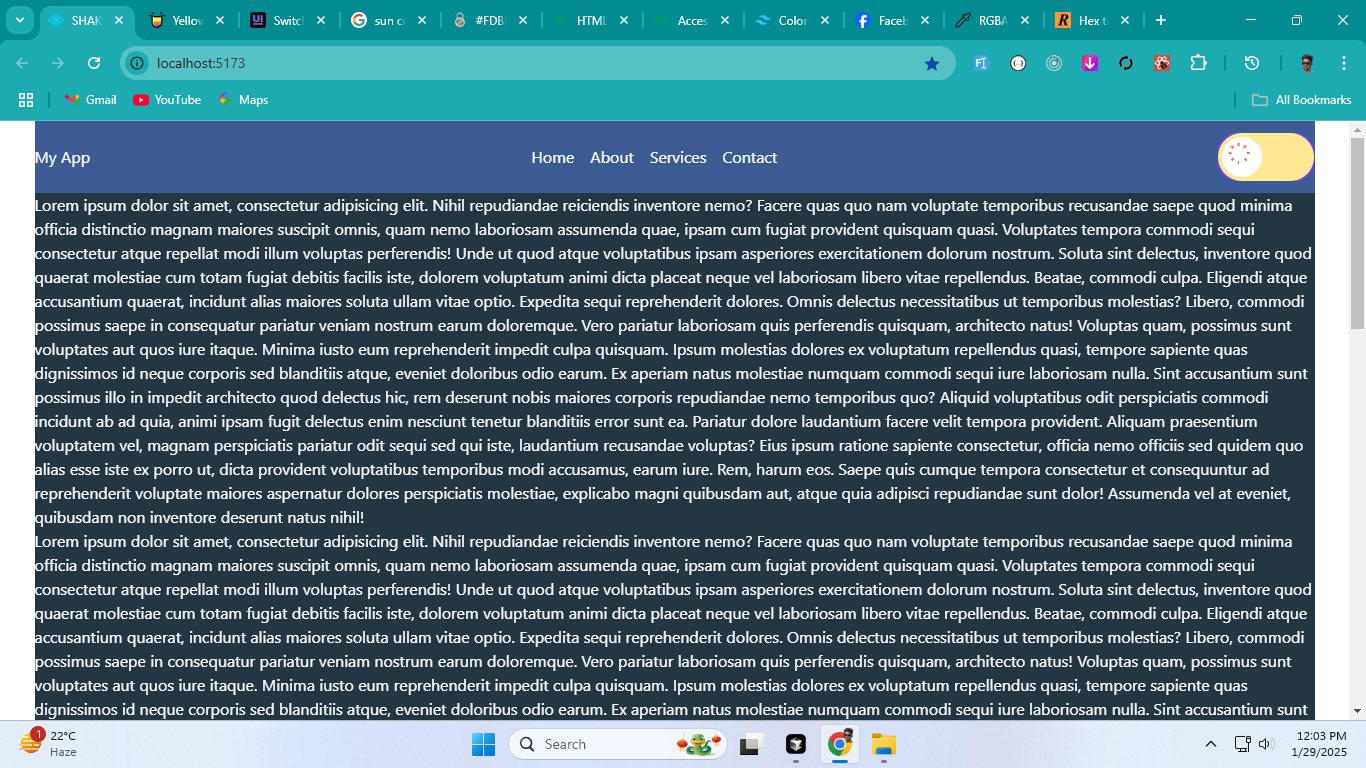 SHAK
Yellov
Switch
sun co
#FDB
HTML
Acces
Color
Faceb
RGBA
Hex t
localhost:5173
Gmail
YouTube
Maps
All Bookmarks
My App
Home
About
Services
Contact
Lorem ipsum dolor sit amet, consectetur adipisicing elit. Nihil repudiandae reiciendis inventore nemo? Facere quas quo nam voluptate temporibus recusandae saepe quod minima
officia distinctio magnam maiores suscipit omnis, quam nemo laboriosam assumenda quae, ipsam cum fugiat provident quisquam quasi. Voluptates tempora commodi sequi
consectetur atque repellat modi illum voluptas perferendis! Unde ut quod atque voluptatibus ipsam asperiores exercitationem dolorum nostrum. Soluta sint delectus, inventore quod
quaerat molestiae cum totam fugiat debitis facilis iste, dolorem voluptatum animi dicta placeat neque vel laboriosam libero vitae repellendus. Beatae, commodi culpa. Eligendi atque
accusantium quaerat, incidunt alias maiores soluta ullam vitae optio. Expedita sequi reprehenderit dolores. Omnis delectus necessitatibus ut temporibus molestias? Libero, commodi
possimus saepe in consequatur pariatur veniam nostrum earum doloremque. Vero pariatur laboriosam quis perferendis quisquam, architecto natus! Voluptas quam, possimus sunt
voluptates aut quos iure itaque. Minima iusto eum reprehenderit impedit culpa quisquam. Ipsum molestias dolores ex voluptatum repellendus quasi, tempore sapiente quas
dignissimos id neque corporis sed blanditiis atque, eveniet doloribus odio earum. Ex aperiam natus molestiae numquam commodi sequi iure laboriosam nulla. Sint accusantium sunt
possimus illo in impedit architecto quod delectus hic, rem deserunt nobis maiores corporis repudiandae nemo temporibus quo? Aliquid voluptatibus odit perspiciatis commodi
incidunt ab ad quia, animi ipsam fugit delectus enim nesciunt tenetur blanditiis error sunt ea. Pariatur dolore laudantium facere velit tempora provident. Aliquam praesentium
voluptatem vel, magnam perspiciatis pariatur odit sequi sed qui iste, laudantium recusandae voluptas? Eius ipsum ratione sapiente consectetur, officia nemo officiis sed quidem quo
alias esse iste ex porro ut, dicta provident voluptatibus temporibus modi accusamus, earum iure. Rem, harum eos. Saepe quis cumque tempora consectetur et consequuntur ad
reprehenderit voluptate maiores aspernatur dolores perspiciatis molestiae, explicabo magni quibusdam aut, atque quia adipisci repudiandae sunt dolor! Assumenda vel at eveniet,
quibusdam non inventore deserunt natus nihil!
Lorem ipsum dolor sit amet, consectetur adipisicing elit. Nihil repudiandae reiciendis inventore nemo? Facere quas quo nam voluptate temporibus recusandae saepe quod minima
officia distinctio magnam maiores suscipit omnis, quam nemo laboriosam assumenda quae, ipsam cum fugiat provident quisquam quasi. Voluptates tempora commodi sequi
consectetur atque repellat modi illum voluptas perferendis! Unde ut quod atque voluptatibus ipsam asperiores exercitationem dolorum nostrum. Soluta sint delectus, inventore quod
quaerat molestiae cum totam fugiat debitis facilis iste, dolorem voluptatum animi dicta placeat neque vel laboriosam libero vitae repellendus. Beatae, commodi culpa. Eligendi atque
accusantium quaerat, incidunt alias maiores soluta ullam vitae optio. Expedita sequi reprehenderit dolores. Omnis delectus necessitatibus ut temporibus molestias? Libero, commodi
possimus saepe in consequatur pariatur veniam nostrum earum doloremque. Vero pariatur laboriosam quis perferendis quisquam, architecto natus! Voluptas quam, possimus sunt
voluptates aut quos iure itaque. Minima iusto eum reprehenderit impedit culpa quisquam. Ipsum molestias dolores ex voluptatum repellendus quasi, tempore sapiente quas
dignissimos id neque corporis sed blanditiis atque, eveniet doloribus odio earum. Ex aperiam natus molestiae numquam commodi sequi iure laboriosam nulla. Sint accusantium sunt
1
22°C
Haze
Search
12:03 PM
1/29/2025